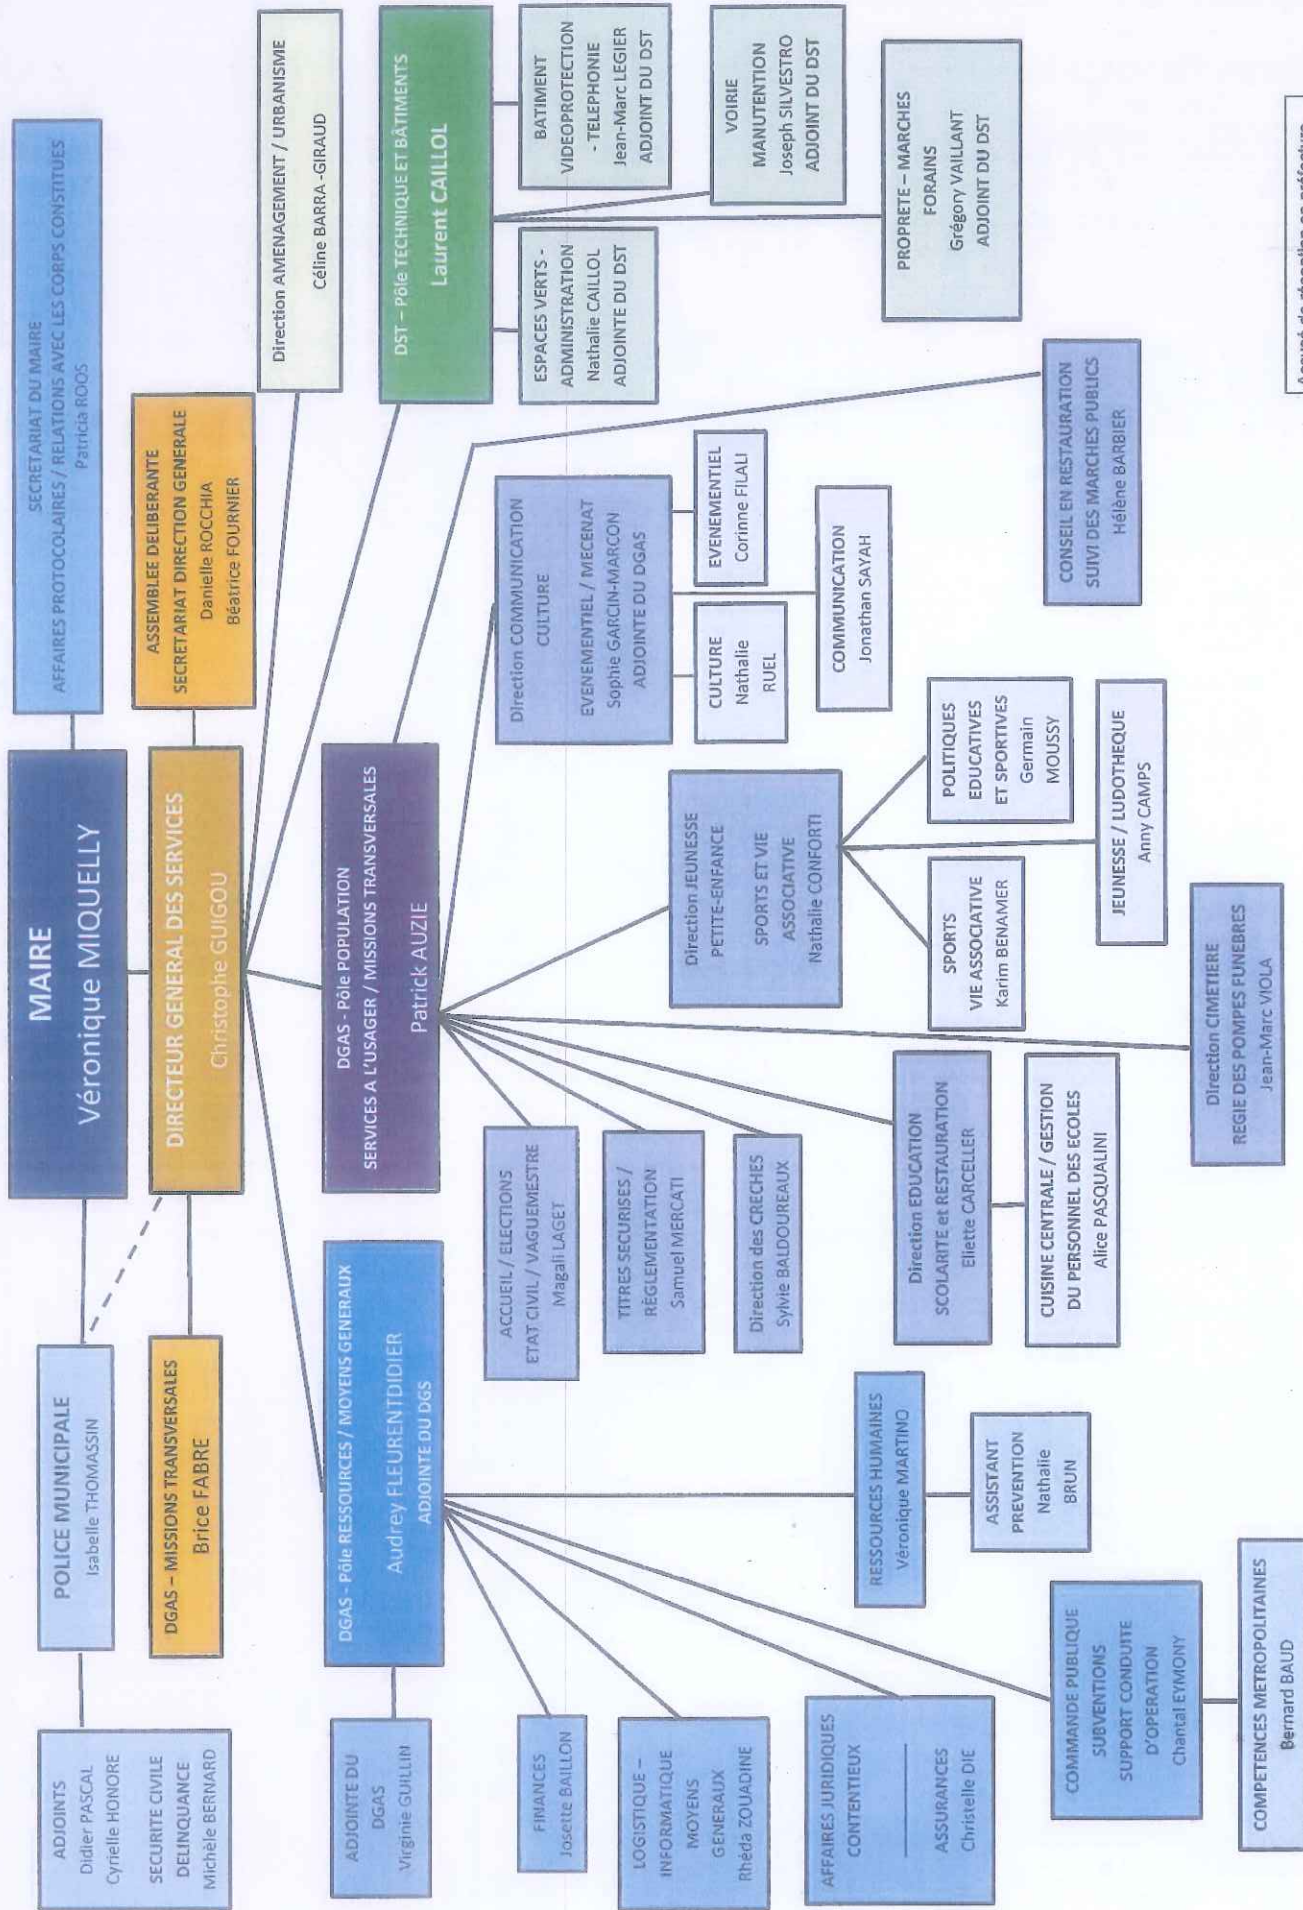 MAIRE
Véronique MIQUELLY
SECRETARIAT DU MAIRE
AFFAIRES PROTOCOLAIRES / RELATIONS AVEC LES CORPS CONSTITUES
Patricia ROOS
POLICE MUNICIPALE
Isabelle THOMASSIN
ADJOINTS
Didier PASCAL
Cyrielle HONORE
SECURITE CIVILE
DELINQUANCE
Michèle BERNARD
DIRECTEUR GENERAL DES SERVICES
Christophe GUIGOU
ASSEMBLEE DELIBERANTE
SECRETARIAT DIRECTION GENERALE
Danielle ROCCHIA
Béatrice FOURNIER
DGAS – MISSIONS TRANSVERSALES
Brice FABRE
Direction AMENAGEMENT / URBANISME
Céline BARRA -GIRAUD
ADJOINTE DU
DGAS
Virginie GUILLIN
DGAS - Pôle RESSOURCES / MOYENS GENERAUX
Audrey FLEURENTDIDIER
ADJOINTE DU DGS
DGAS - Pôle POPULATION
SERVICES A L'USAGER / MISSIONS TRANSVERSALES
Patrick AUZIE
DST – Pôle TECHNIQUE ET BÂTIMENTS
Laurent CAILLOL
FINANCES
Josette BAILLON
LOGISTIQUE –
INFORMATIQUE
MOYENS
GENERAUX
Rhéda ZOUADINE
AFFAIRES JURIDIQUES
CONTENTIEUX
ASSURANCES
Christelle DIE
RESSOURCES HUMAINES
Véronique MARTINO
ASSISTANT
PREVENTION
Nathalie
BRUN
COMMANDE PUBLIQUE
SUBVENTIONS
SUPPORT CONDUITE
D'OPERATION
Chantal EYMONY
COMPETENCES METROPOLITAINES
Bernard BAUD
ACCUEIL / ELECTIONS
ETAT CIVIL / VAGUEMESTRE
Magali LAGET
TITRES SECURISES /
RÈGLEMENTATION
Samuel MERCATI
Direction des CRECHES
Sylvie BALDOUREAUX
Direction EDUCATION
SCOLARITE et RESTAURATION
Eliette CARCELLER
CUISINE CENTRALE / GESTION
DU PERSONNEL DES ECOLES
Alice PASQUALINI
Direction CIMETIERE
REGIE DES POMPES FUNEBRES
Jean-Marc VIOLA
Direction JEUNESSE
PETITE-ENFANCE
SPORTS ET VIE
ASSOCIATIVE
Nathalie CONFORTI
SPORTS
VIE ASSOCIATIVE
Karim BENAMER
POLITIQUES
EDUCATIVES
ET SPORTIVES
Germain
MOUSSY
JEUNESSE / LUDOTHEQUE
Anny CAMPS
Direction COMMUNICATION
CULTURE
EVENEMENTIEL / MECENAT
Sophie GARCIN-MARCON
ADJOINTE DU DGAS
CULTURE
Nathalie
RUEL
EVENEMENTIEL
Corinne FILALI
COMMUNICATION
Jonathan SAYAH
CONSEIL EN RESTAURATION
SUIVI DES MARCHES PUBLICS
Hélène BARBIER
ESPACES VERTS -
ADMINISTRATION
Nathalie CAILLOL
ADJOINTE DU DST
BATIMENT
VIDEOPROTECTION
- TELEPHONIE
Jean-Marc LEGIER
ADJOINT DU DST
VOIRIE
MANUTENTION
Joseph SILVESTRO
ADJOINT DU DST
PROPRETE – MARCHES
FORAINS
Grégory VAILLANT
ADJOINT DU DST